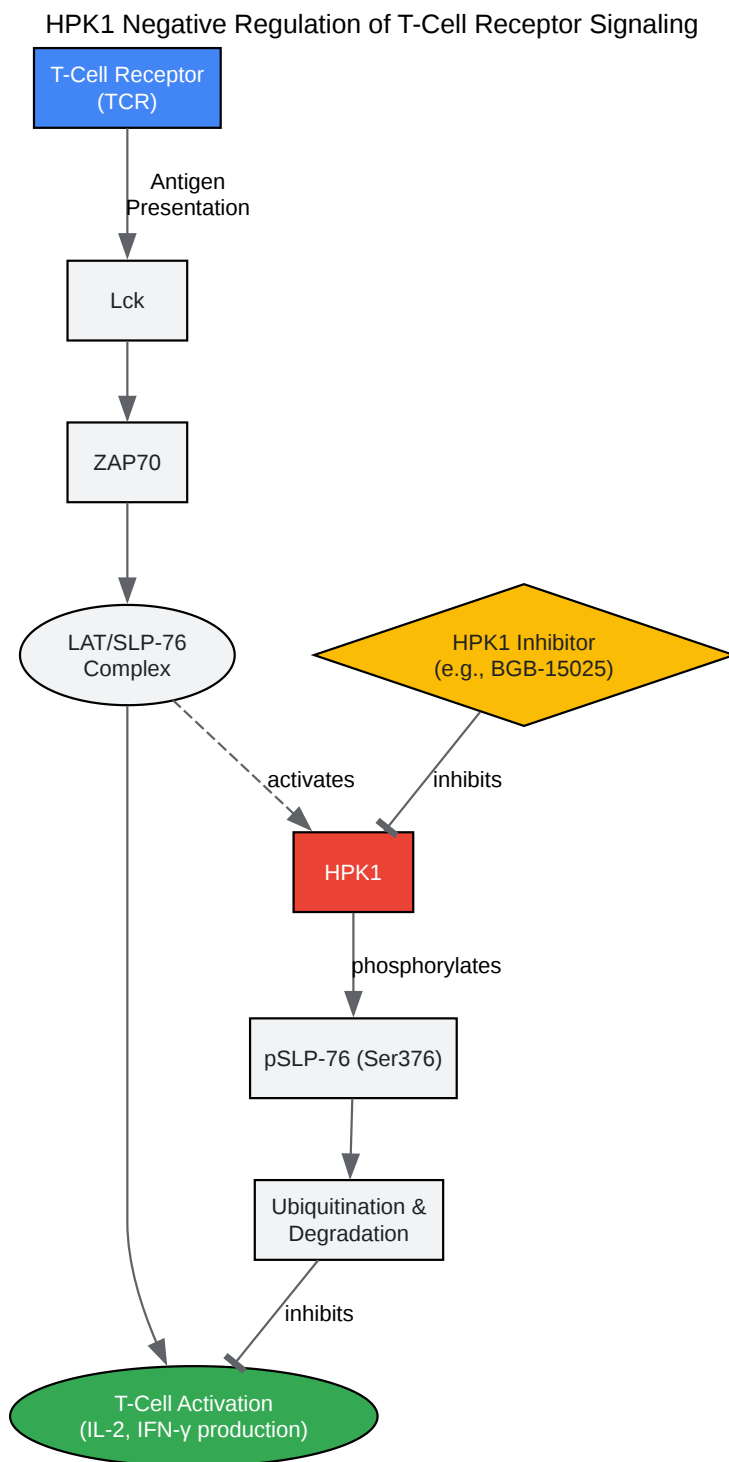 HPK1 Negative Regulation of T-Cell Receptor Signaling
T-Cell Receptor
(TCR)
Antigen
Presentation
Lck
ZAP70
LAT/SLP-76
Complex
HPK1 Inhibitor
(e.g., BGB-15025)
activates
inhibits
HPK1
phosphorylates
pSLP-76 (Ser376)
Ubiquitination &
Degradation
inhibits
T-Cell Activation
(IL-2, IFN-γ production)